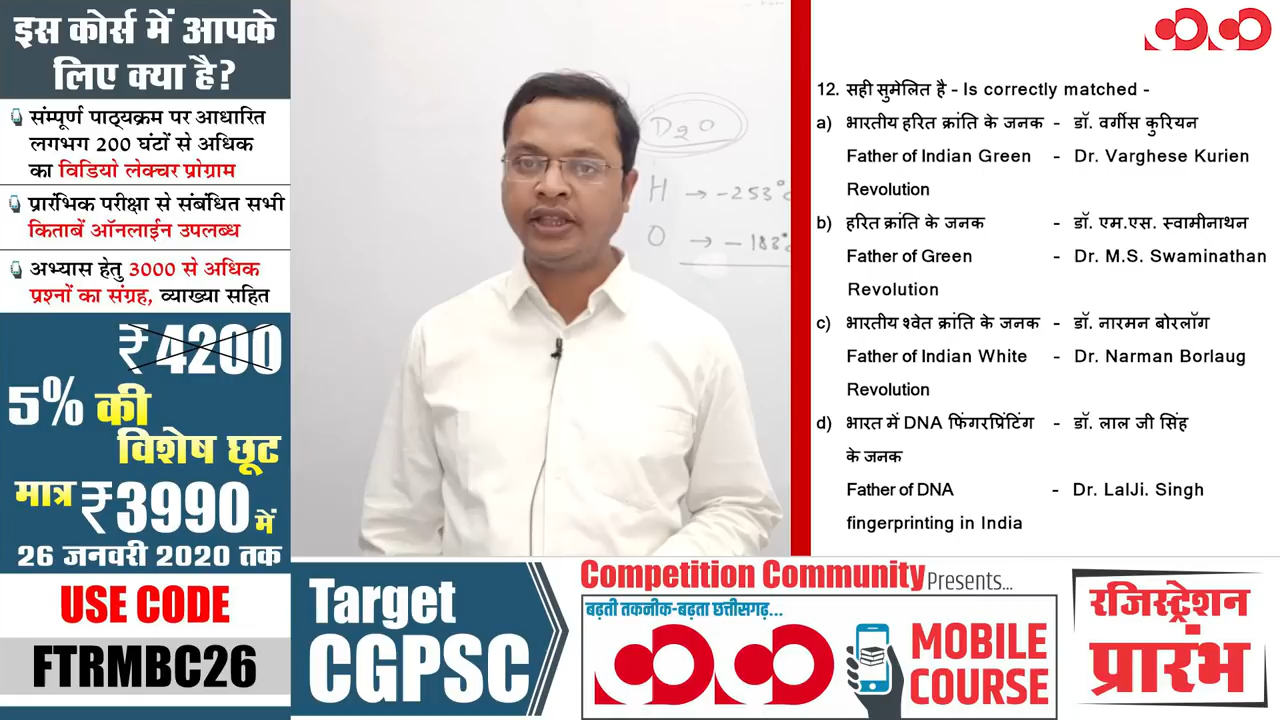 इस कोर्स में आपके
लिए क्या है?
संम्पूर्ण पाठ्यक्रम पर आधारित
लगभग 200 घंटों से अधिक
का विडियो लेक्चर प्रोग्राम
प्रारंभिक परीक्षा से संबंधित सभी
किताबें ऑनलाईन उपलब्ध
अभ्यास हेतु 3000 से अधिक
प्रश्नों का संग्रह, व्याख्या सहित
₹4200
5% की
विशेष छूट
मात्र ₹3990 में
26 जनवरी 2020 तक
USE CODE
FTRMBC26
D2O
H → -253°c
O → -183°c
12. सही सुमेलित है - Is correctly matched -
a) भारतीय हरित क्रांति के जनक - डॉ. वर्गीस कुरियन
Father of Indian Green - Dr. Varghese Kurien
Revolution
b) हरित क्रांति के जनक - डॉ. एम.एस. स्वामीनाथन
Father of Green - Dr. M.S. Swaminathan
Revolution
c) भारतीय श्वेत क्रांति के जनक - डॉ. नारमन बोरलॉग
Father of Indian White - Dr. Narman Borlaug
Revolution
d) भारत में DNA फिंगरप्रिंटिंग - डॉ. लाल जी सिंह
के जनक
Father of DNA - Dr. LalJi. Singh
fingerprinting in India
Target
CGPSC
Competition Community Presents...
बढ़ती तकनीक-बढ़ता छत्तीसगढ़...
MOBILE
COURSE
रजिस्ट्रेशन
प्रारंभ